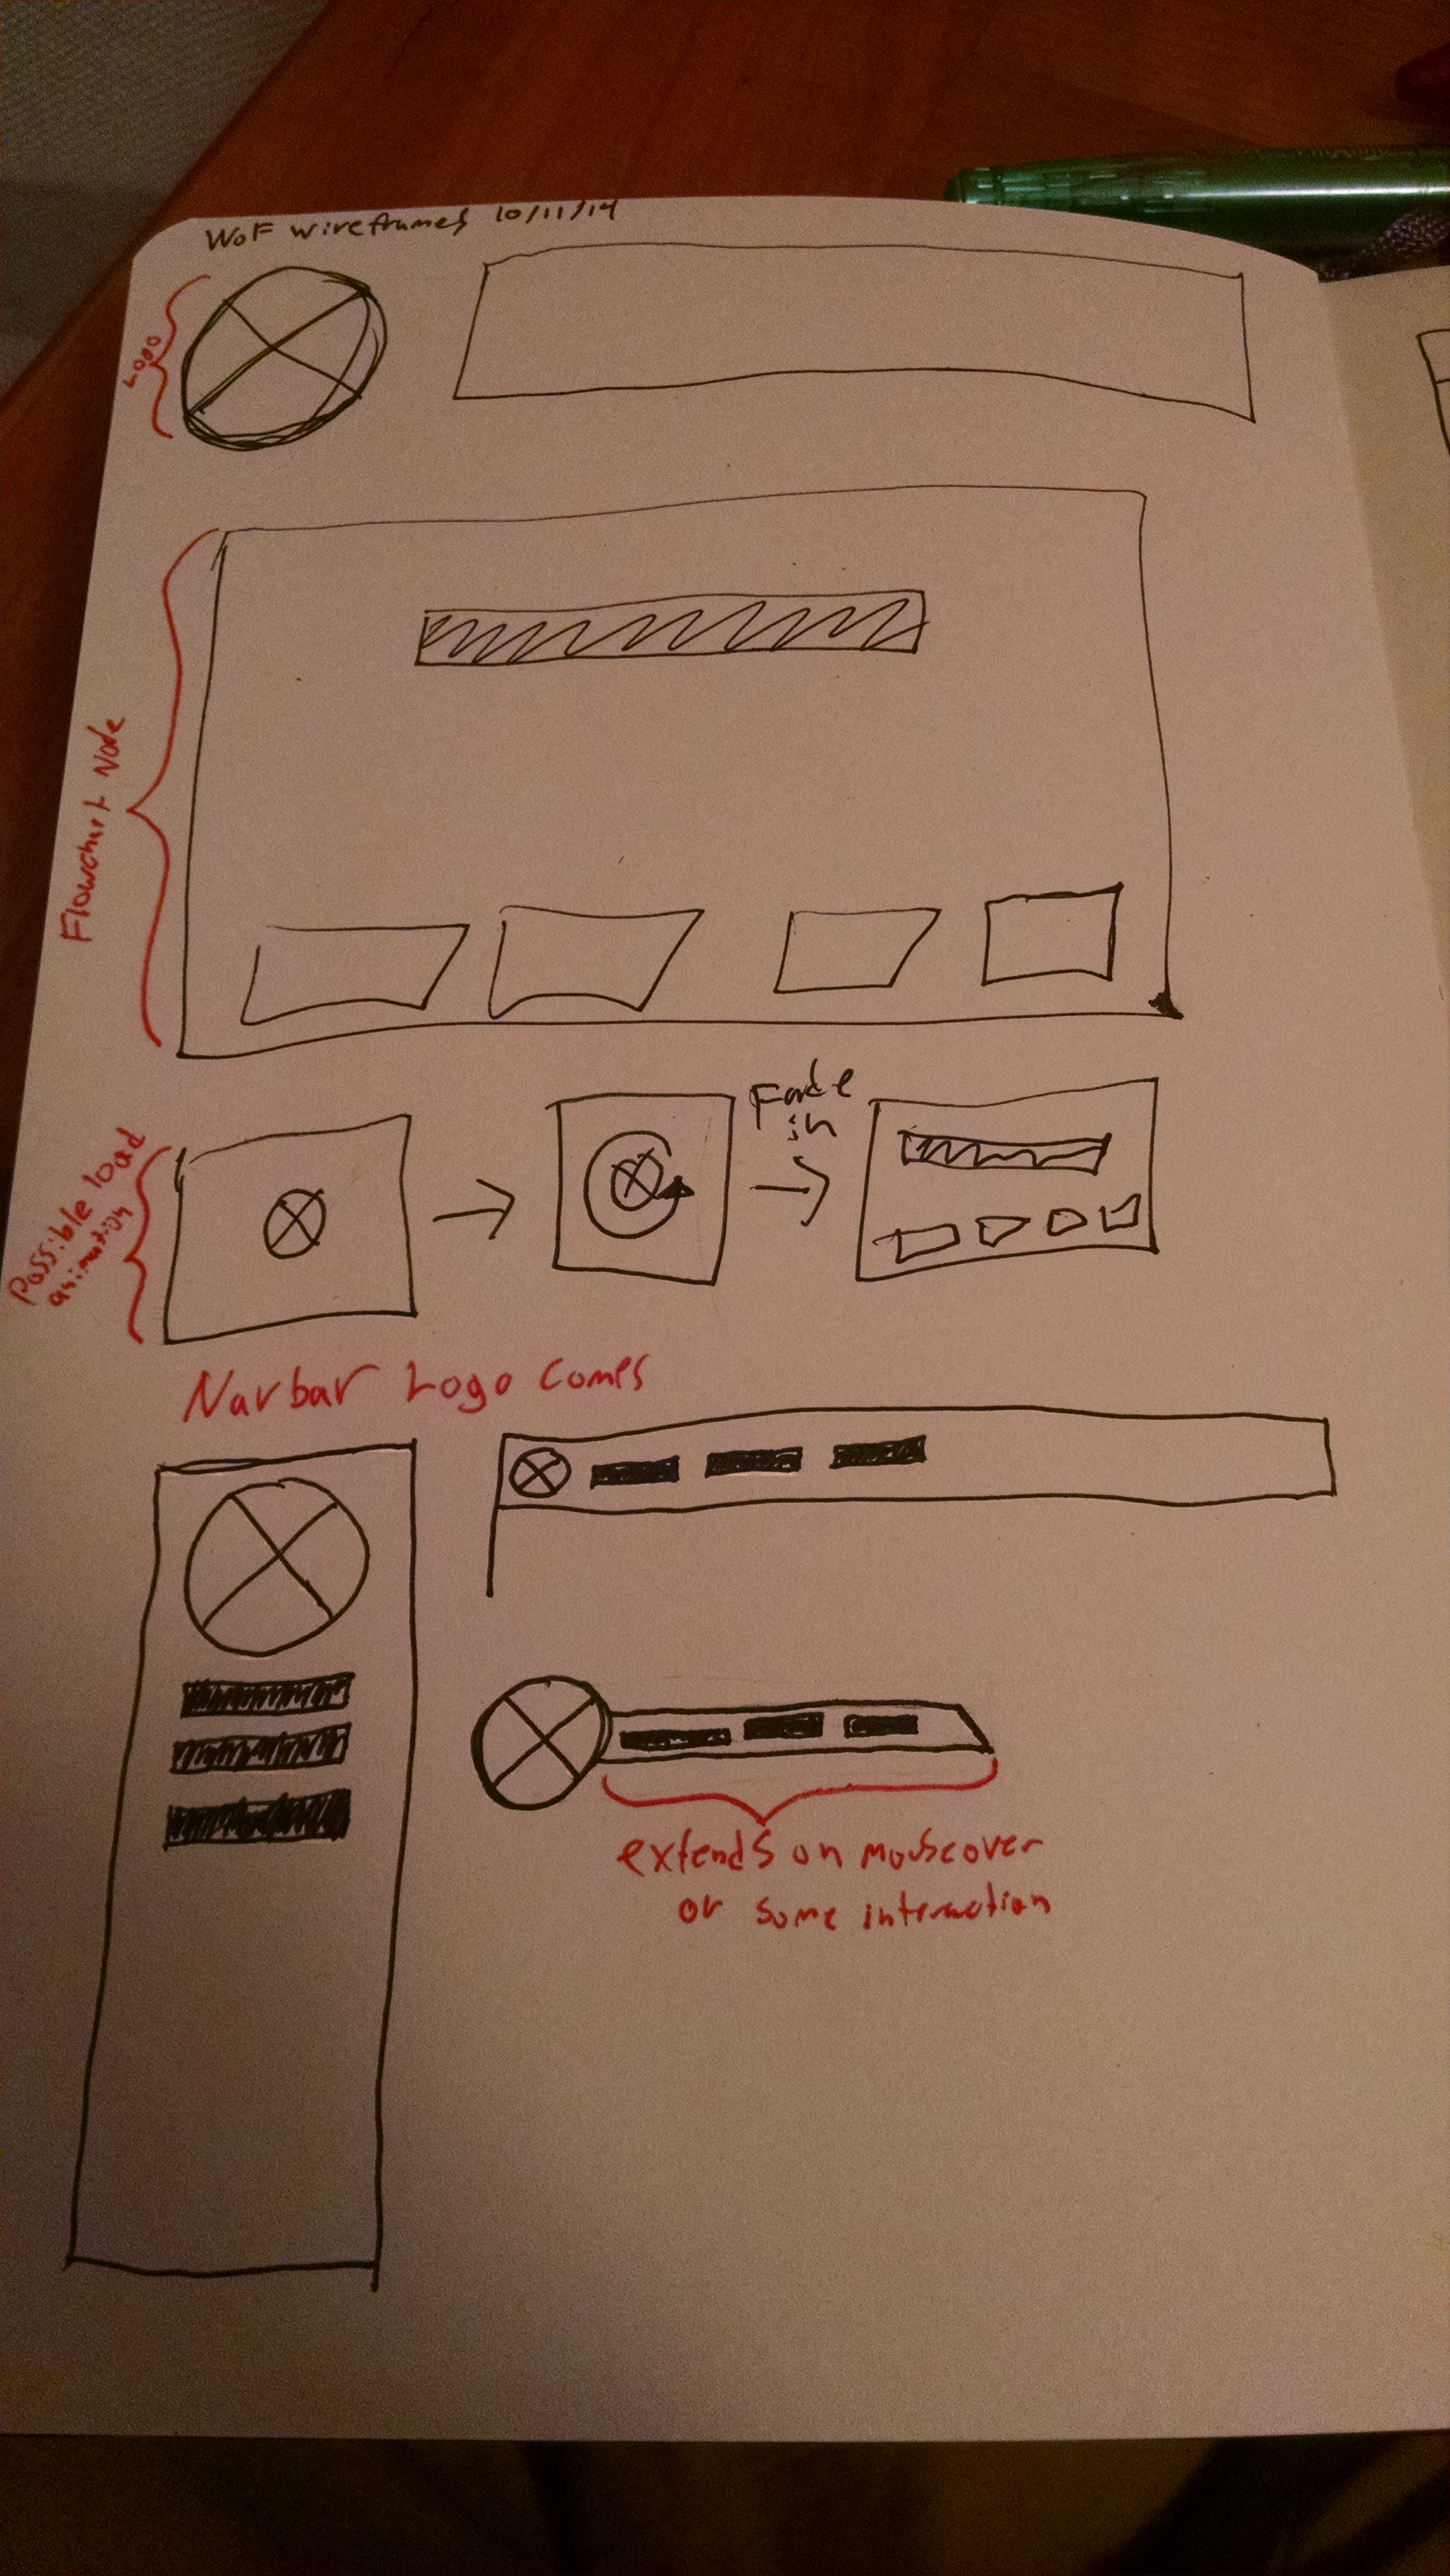 WoF wireframes 10/11/14
Logo
Flowchart Node
Fade
in
Possible load
animation
Navbar Logo Comps
extends on mouseover
or some interaction